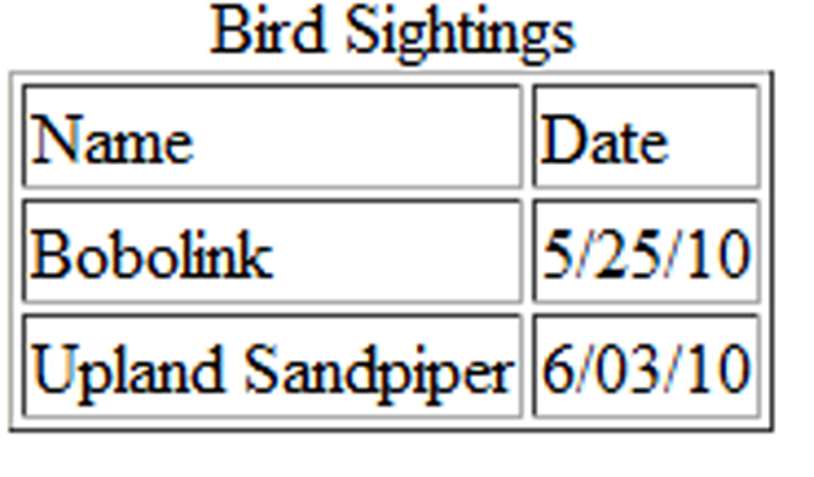 Bird Sightings
Name Date
Bobolink 5/25/10
Upland Sandpiper 6/03/10